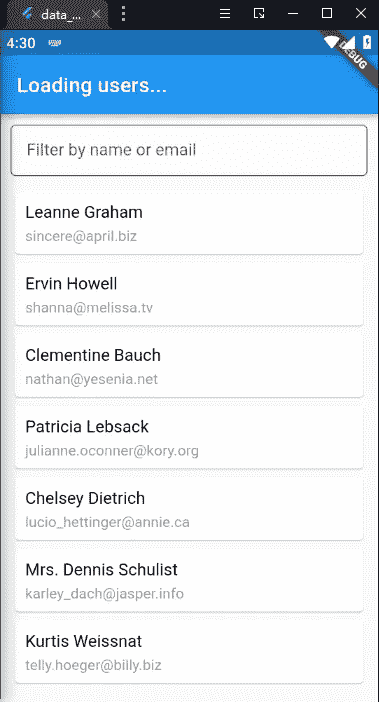 data_...
4:30
DEBUG
Loading users...
Filter by name or email
Leanne Graham
sincere@april.biz
Ervin Howell
shanna@melissa.tv
Clementine Bauch
nathan@yesenia.net
Patricia Lebsack
julianne.oconner@kory.org
Chelsey Dietrich
lucio_hettinger@annie.ca
Mrs. Dennis Schulist
karley_dach@jasper.info
Kurtis Weissnat
telly.hoeger@billy.biz